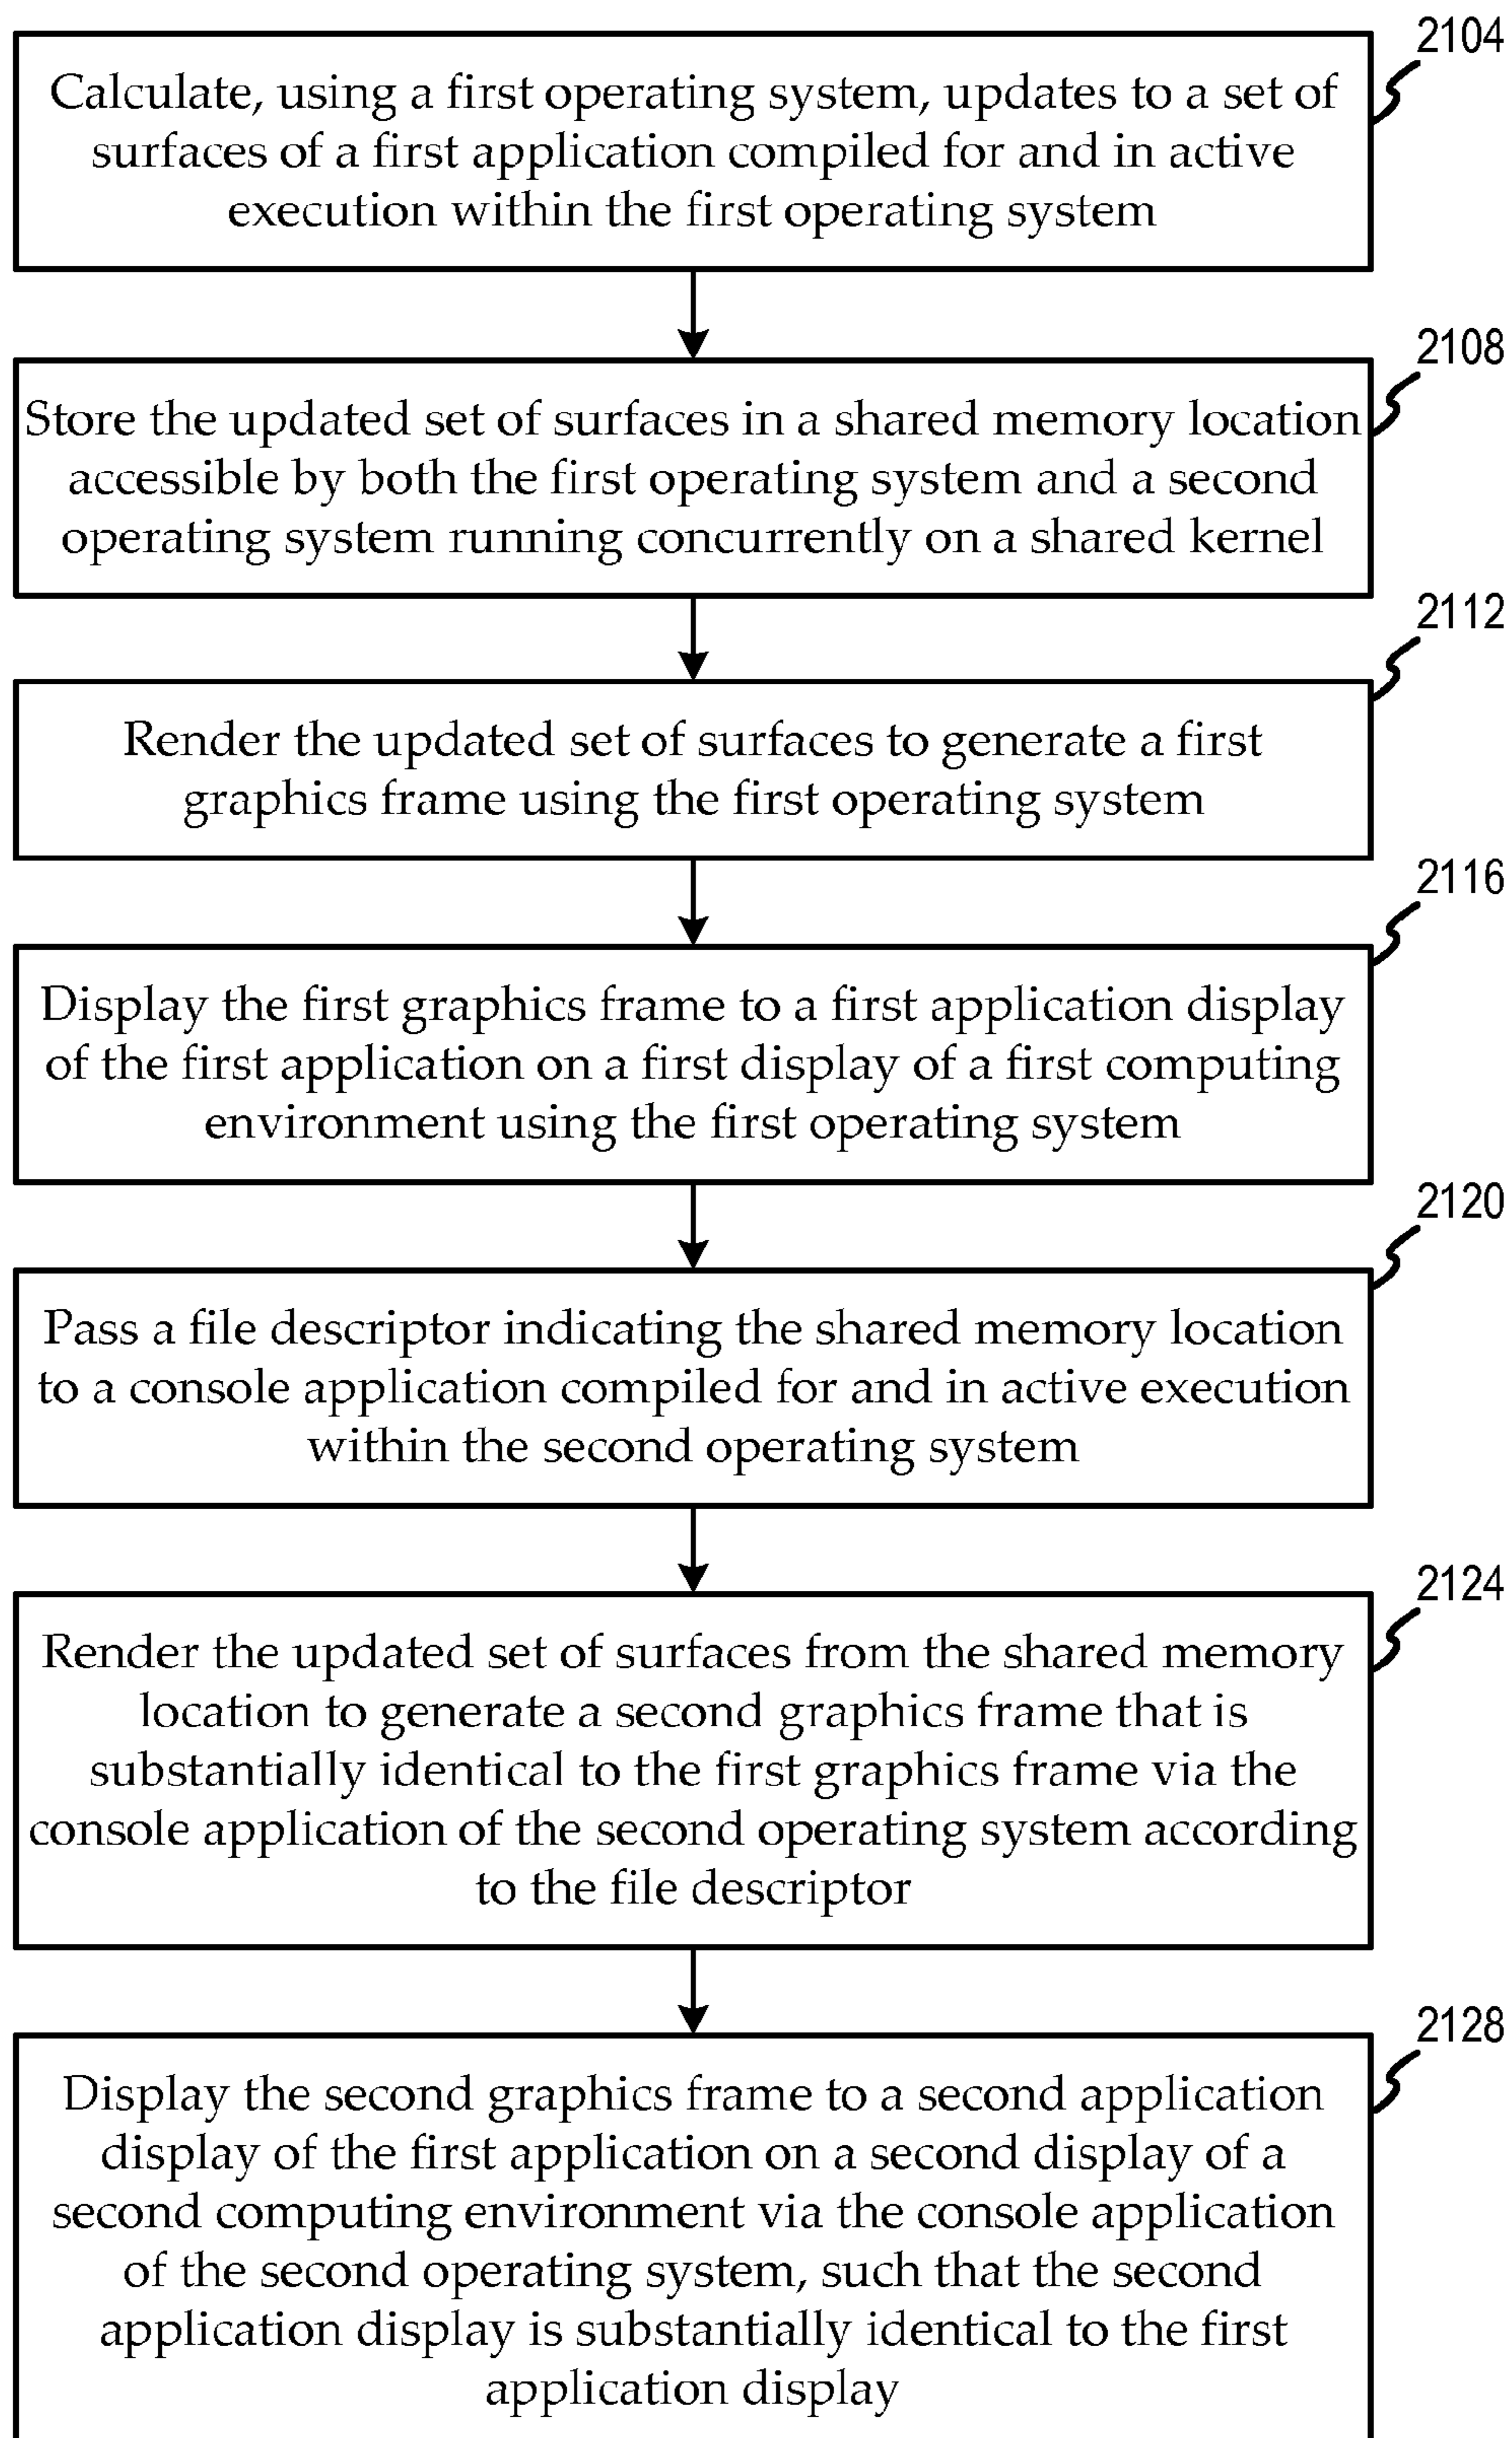 2104
Calculate, using a first operating system, updates to a set of
surfaces of a first application compiled for and in active
execution within the first operating system
2108
Store the updated set of surfaces in a shared memory location
accessible by both the first operating system and a second
operating system running concurrently on a shared kernel
2112
Render the updated set of surfaces to generate a first
graphics frame using the first operating system
2116
Display the first graphics frame to a first application display
of the first application on a first display of a first computing
environment using the first operating system
2120
Pass a file descriptor indicating the shared memory location
to a console application compiled for and in active execution
within the second operating system
2124
Render the updated set of surfaces from the shared memory
location to generate a second graphics frame that is
substantially identical to the first graphics frame via the
console application of the second operating system according
to the file descriptor
2128
Display the second graphics frame to a second application
display of the first application on a second display of a
second computing environment via the console application
of the second operating system, such that the second
application display is substantially identical to the first
application display